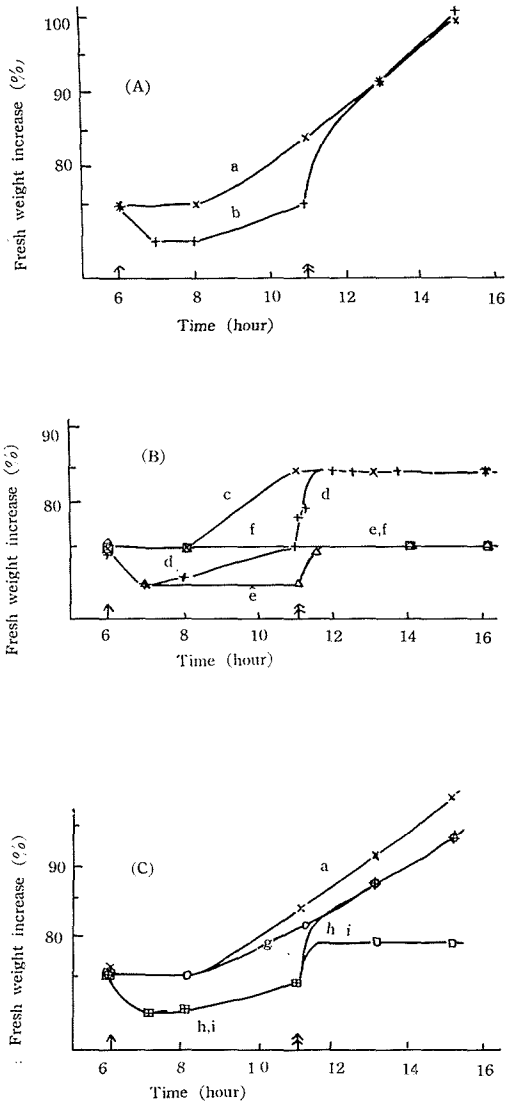 100
(A)
90
a
80
b
Fresh weight increase (%)
6 8 10 12 14 16
Time (hour)
90
(B)
c
d
80
f
e,f
d
e
Fresh weight increase (%)
6 8 10 12 14 16
Time (hour)
a
90
(C)
80
g
h i
h,i
Fresh weight increase (%)
6 8 10 12 14 16
Time (hour)